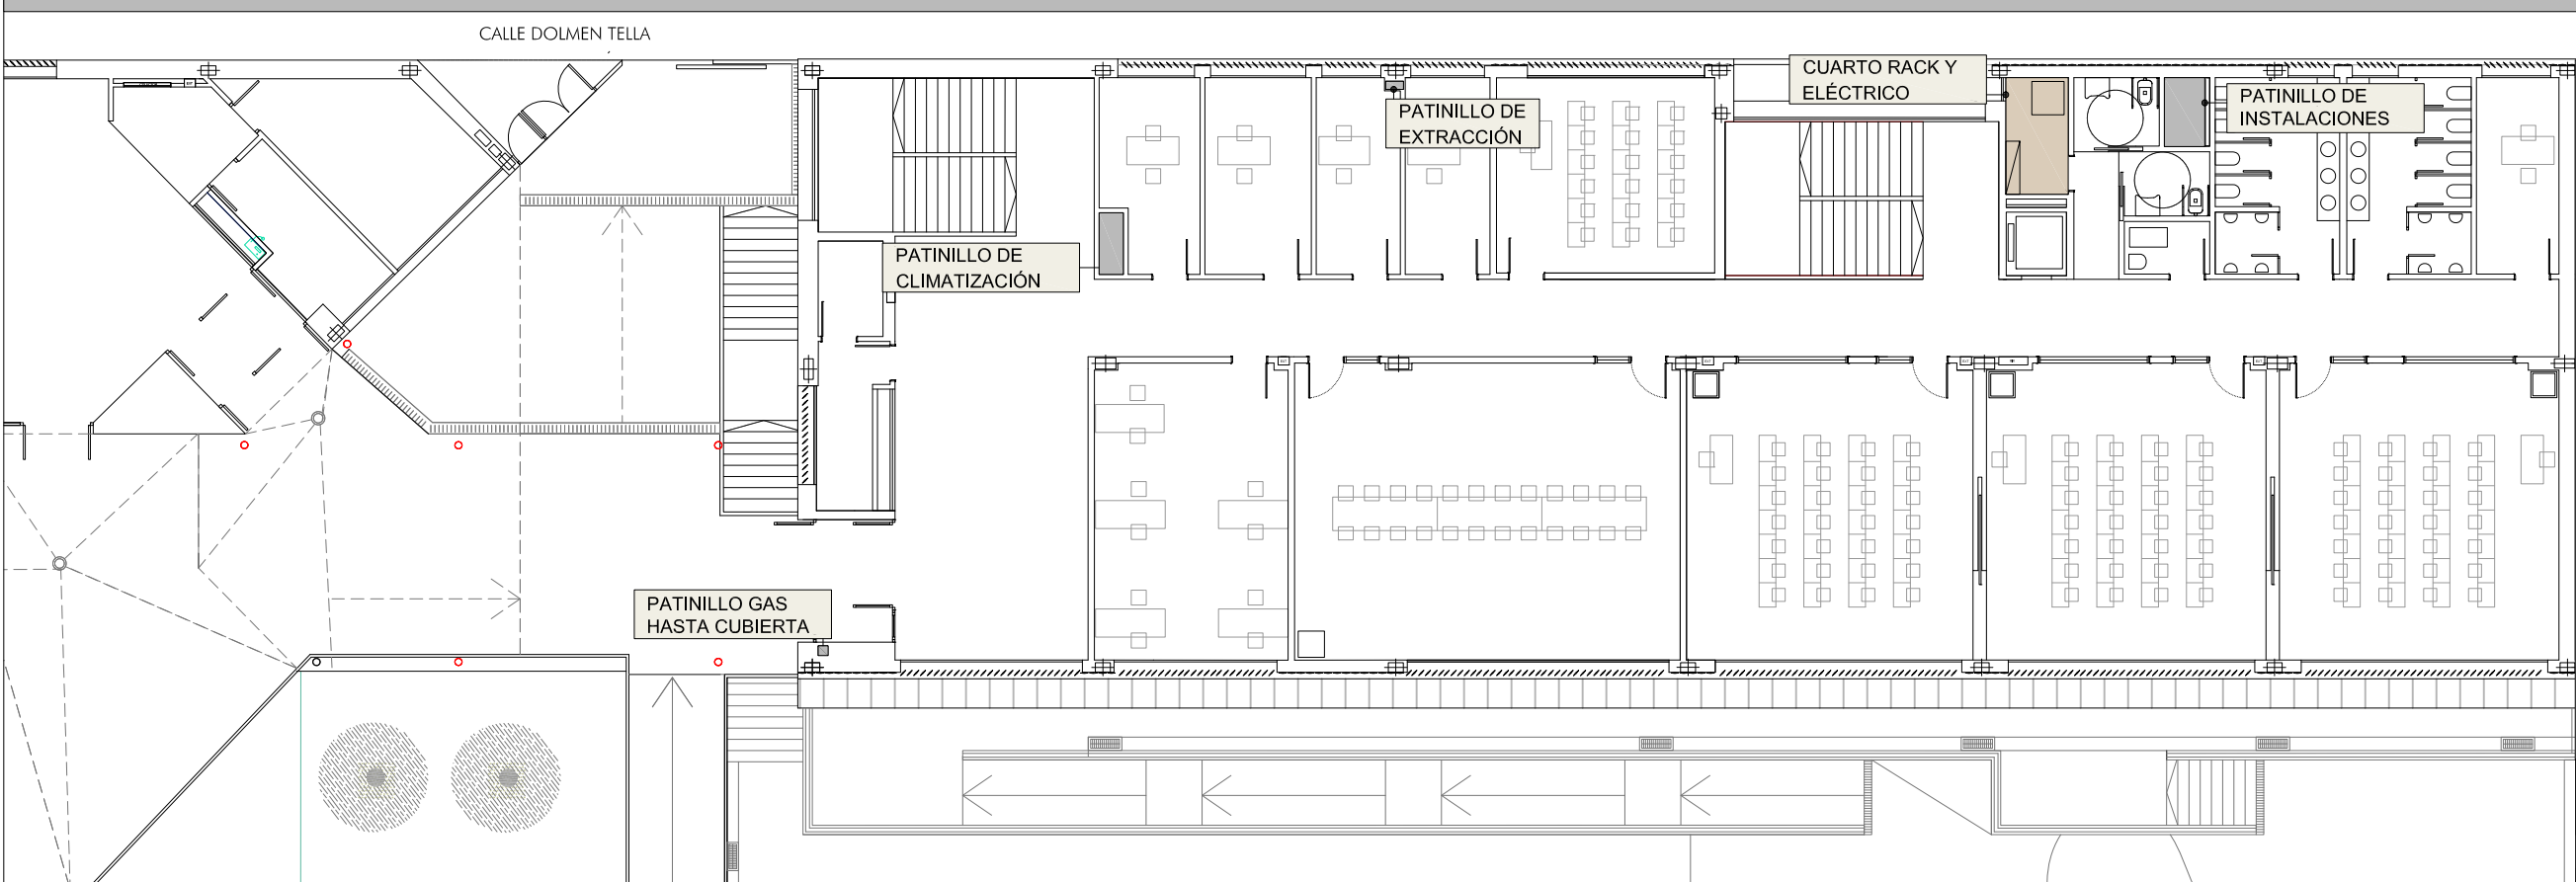 CALLE DOLMEN TELLA
CUARTO RACK Y
ELÉCTRICO
PATINILLO DE
EXTRACCIÓN
PATINILLO DE
INSTALACIONES
PATINILLO DE
CLIMATIZACIÓN
PATINILLO GAS
HASTA CUBIERTA